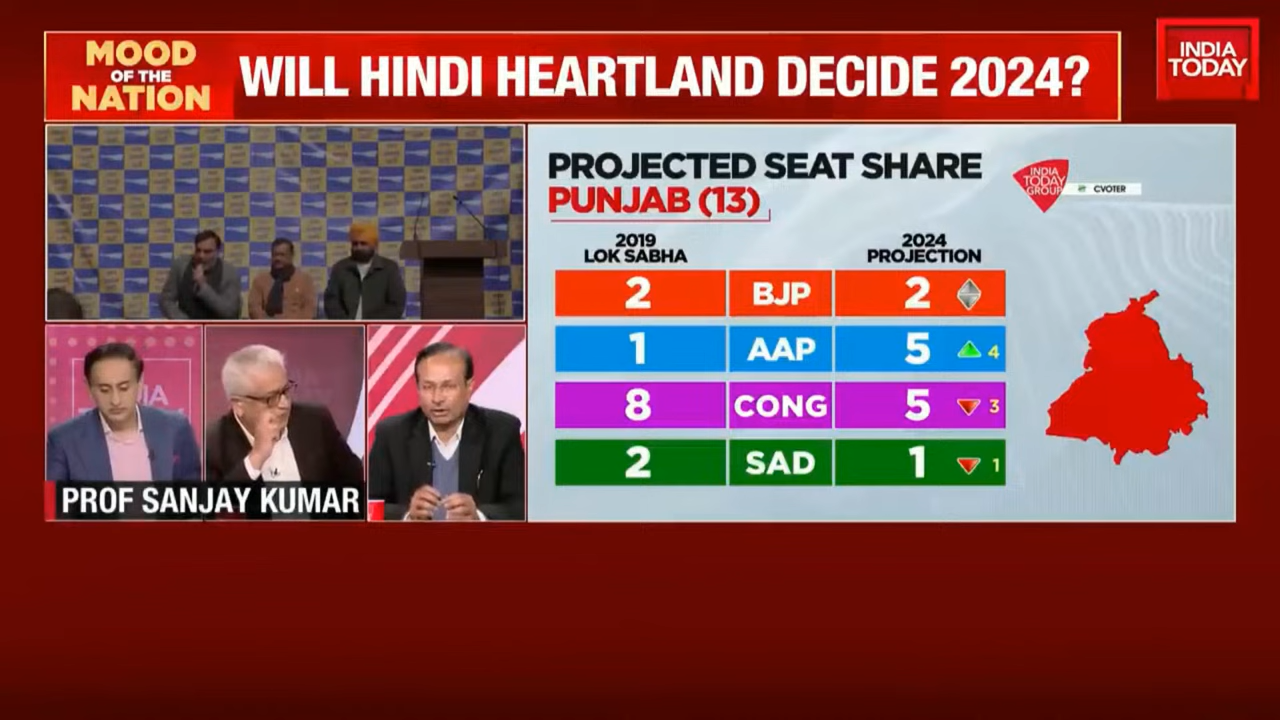 MOOD
OF THE
NATION
WILL HINDI HEARTLAND DECIDE 2024?
INDIA
TODAY
PROJECTED SEAT SHARE
PUNJAB (13)
INDIA
TODAY
GROUP
CVOTER
2019
LOK SABHA
2024
PROJECTION
2 BJP 2
1 AAP 5 4
8 CONG 5 3
2 SAD 1 1
PROF SANJAY KUMAR